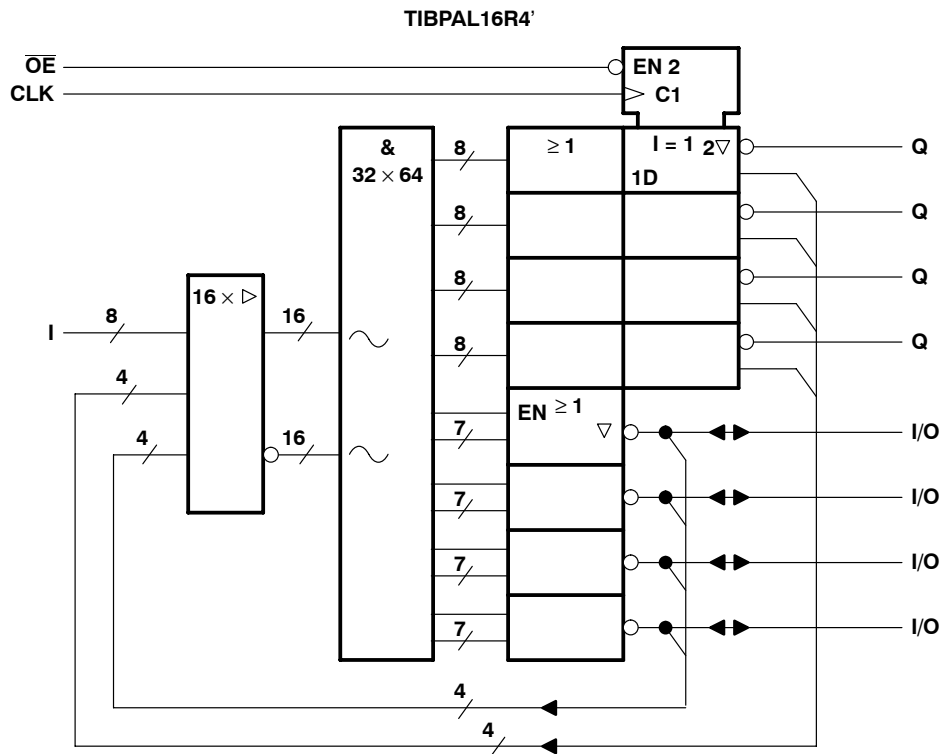 TIBPAL16R4’
OE
EN 2
CLK
C1
&
32 × 64
8
≥ 1
I = 1
2▽
Q
1D
8
Q
8
Q
16 × ▷
I
8
16
8
Q
4
EN ≥ 1
▽
7
I/O
4
16
7
I/O
7
I/O
7
I/O
4
4